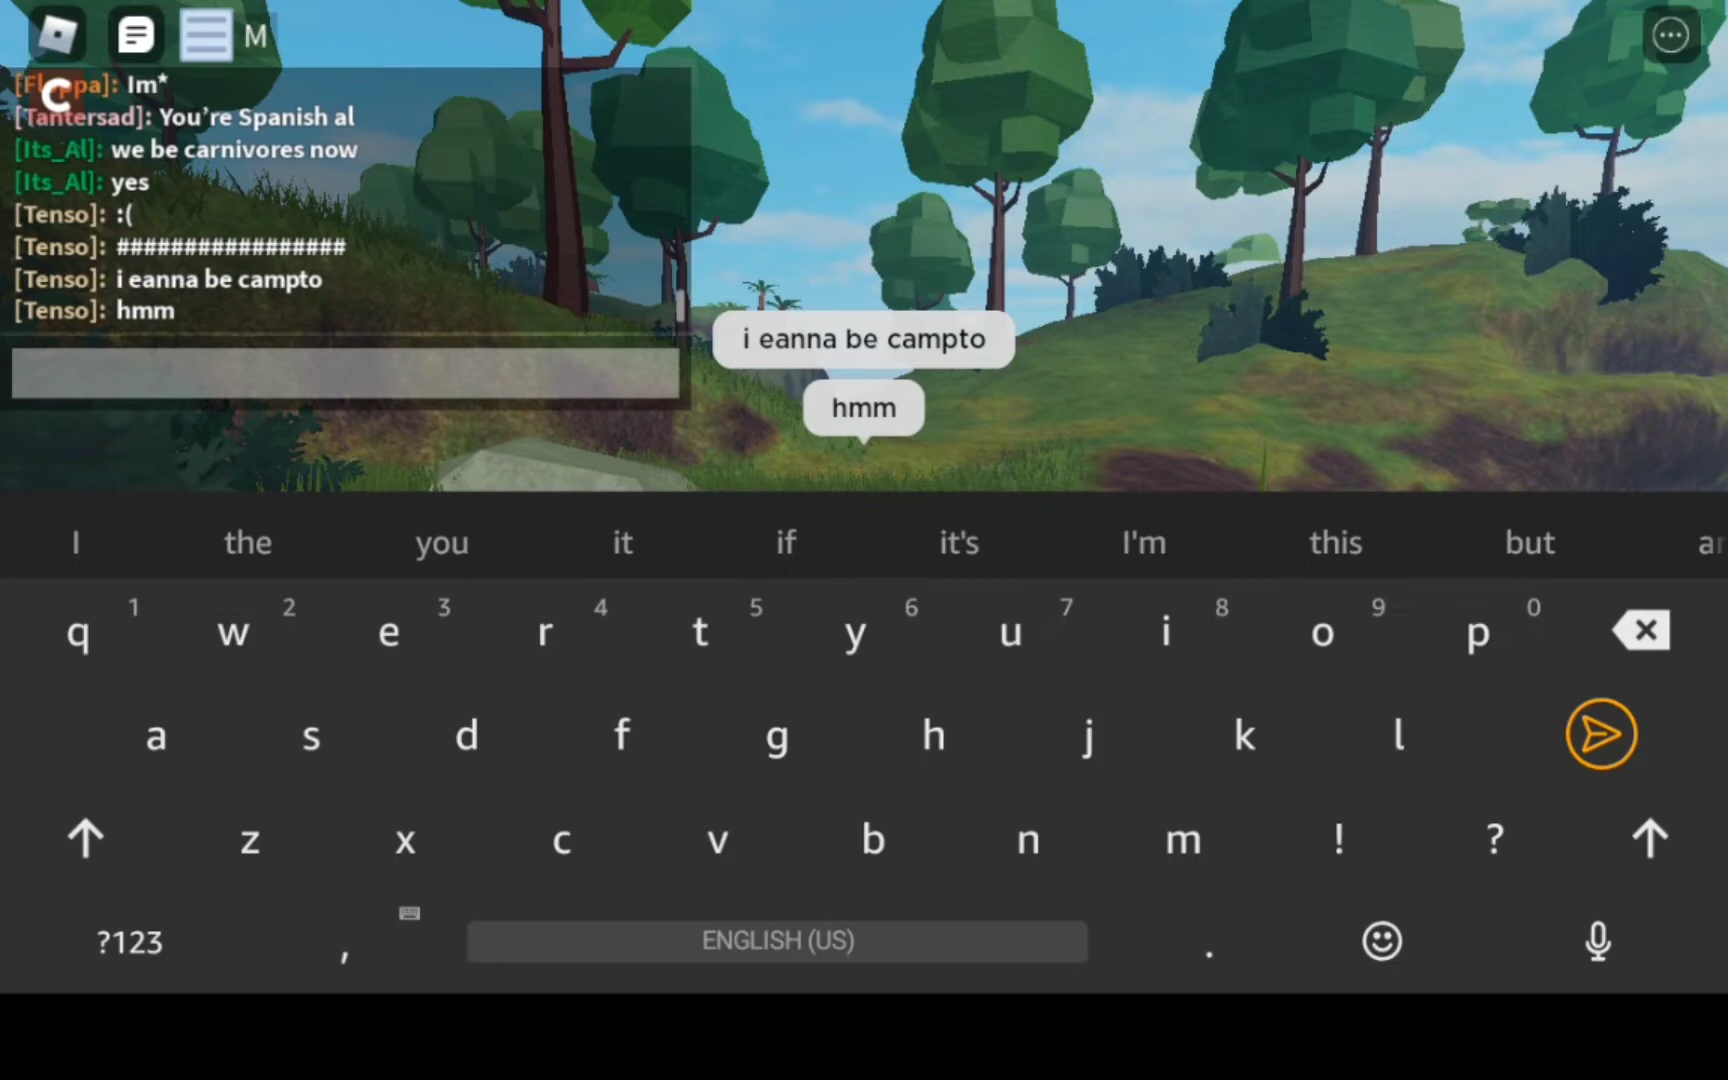 M
[Floppa]: Im*
C
[Tantersad]: You're Spanish al
[Its_Al]: we be carnivores now
[Its_Al]: yes
[Tenso]: :(
[Tenso]: #################
[Tenso]: i eanna be campto
[Tenso]: hmm
i eanna be campto
hmm
I the you it if it's I'm this but
1 2 3 4 5 6 7 8 9 0
q w e r t y u i o p
a s d f g h j k l
z x c v b n m ! ?
?123 , ENGLISH (US) .